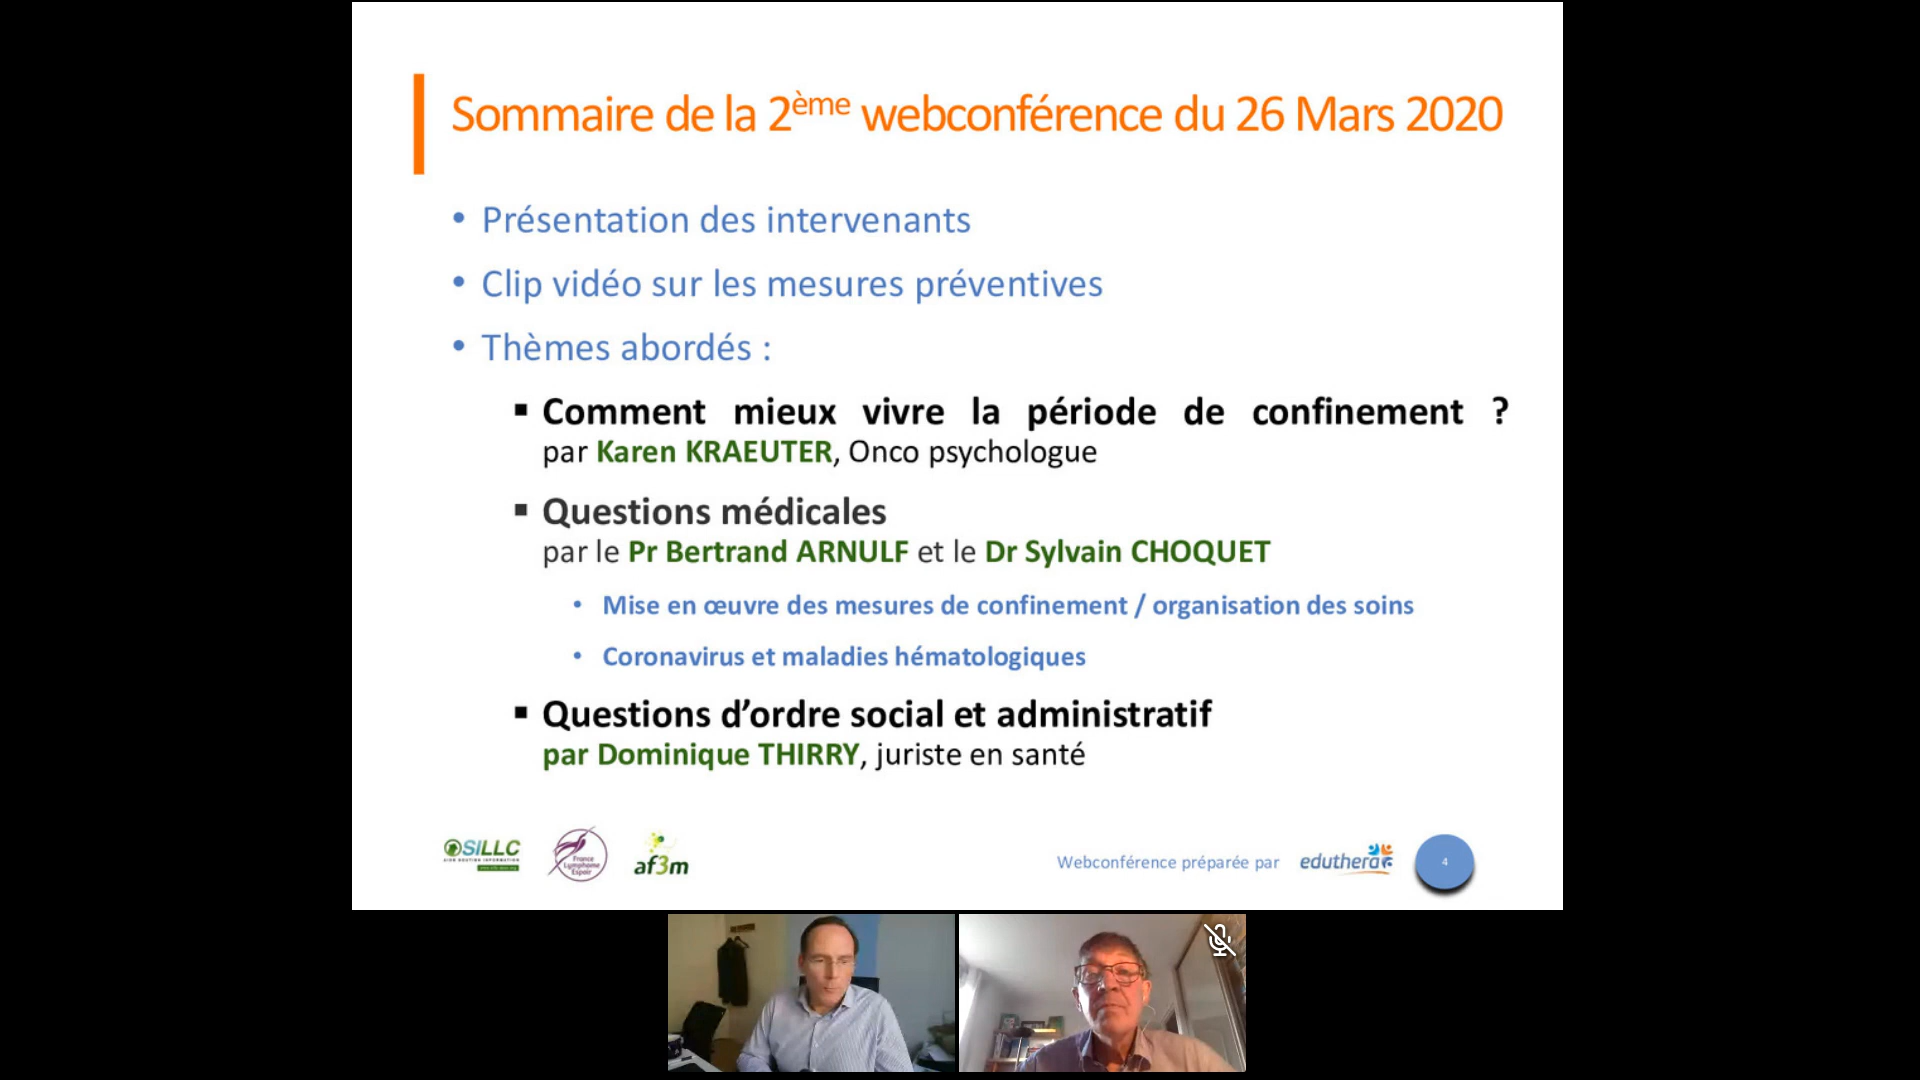 Sommaire de la 2ème webconférence du 26 Mars 2020
• Présentation des intervenants
• Clip vidéo sur les mesures préventives
• Thèmes abordés :
▪ Comment mieux vivre la période de confinement ?
par Karen KRAEUTER, Onco psychologue
▪ Questions médicales
par le Pr Bertrand ARNULF et le Dr Sylvain CHOQUET
• Mise en œuvre des mesures de confinement / organisation des soins
• Coronavirus et maladies hématologiques
▪ Questions d’ordre social et administratif
par Dominique THIRRY, juriste en santé
SILLC
France
Lymphome
Espoir
af3m
Webconférence préparée par
eduthera
4